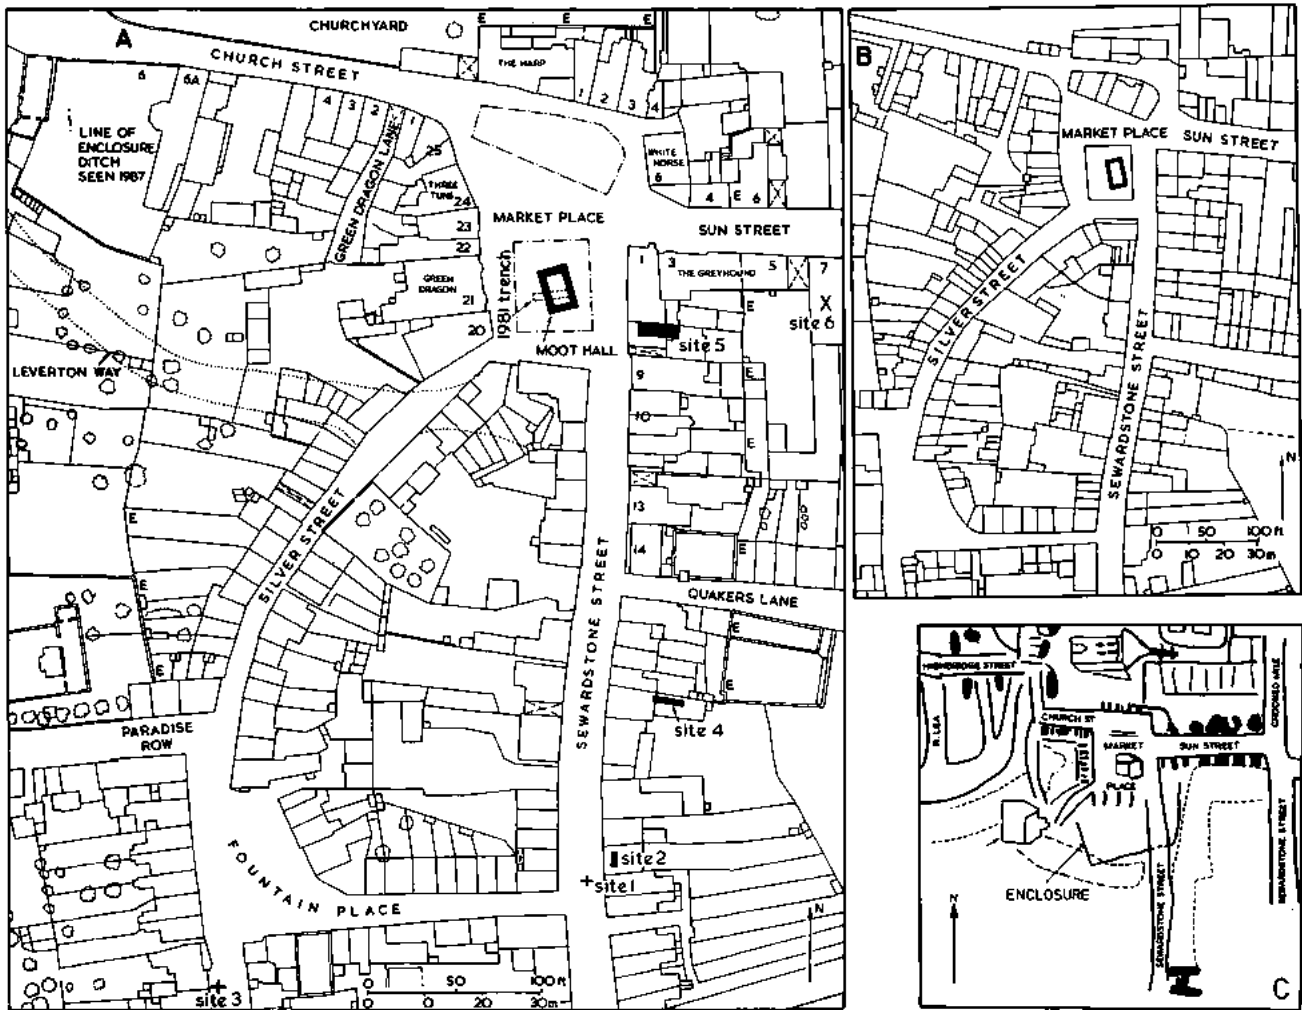 A
CHURCHYARD
E
E
E
CHURCH STREET
THE HARP
6
6A
4
3
2
1
1
2
3
4
LINE OF
ENCLOSURE
DITCH
SEEN 1987
GREEN DRAGON LANE
25
THREE
TUNS
24
23
22
WHITE
HORSE
6
4
E
6
MARKET PLACE
SUN STREET
GREEN
DRAGON
21
20
1981 trench
MOOT HALL
1
3
THE GREYHOUND
5
7
E
X
site 6
site 5
LEVERTON WAY
9
E
10
E
13
14
E
E
E
E
SILVER STREET
SEWARDSTONE STREET
QUAKERS LANE
E
E
site 4
PARADISE
ROW
FOUNTAIN PLACE
site 2
site 1
site 3
N
0 50 100 ft
0 0 20 30m
B
MARKET PLACE
SUN STREET
SILVER STREET
SEWARDSTONE STREET
N
0 50 100 ft
0 10 20 30m
HIGHBRIDGE STREET
R. LEA
CHURCH ST
MARKET
PLACE
SUN STREET
CROOKED MILE
SEWARDSTONE STREET
SEWARDSTONE STREET
ENCLOSURE
N
C